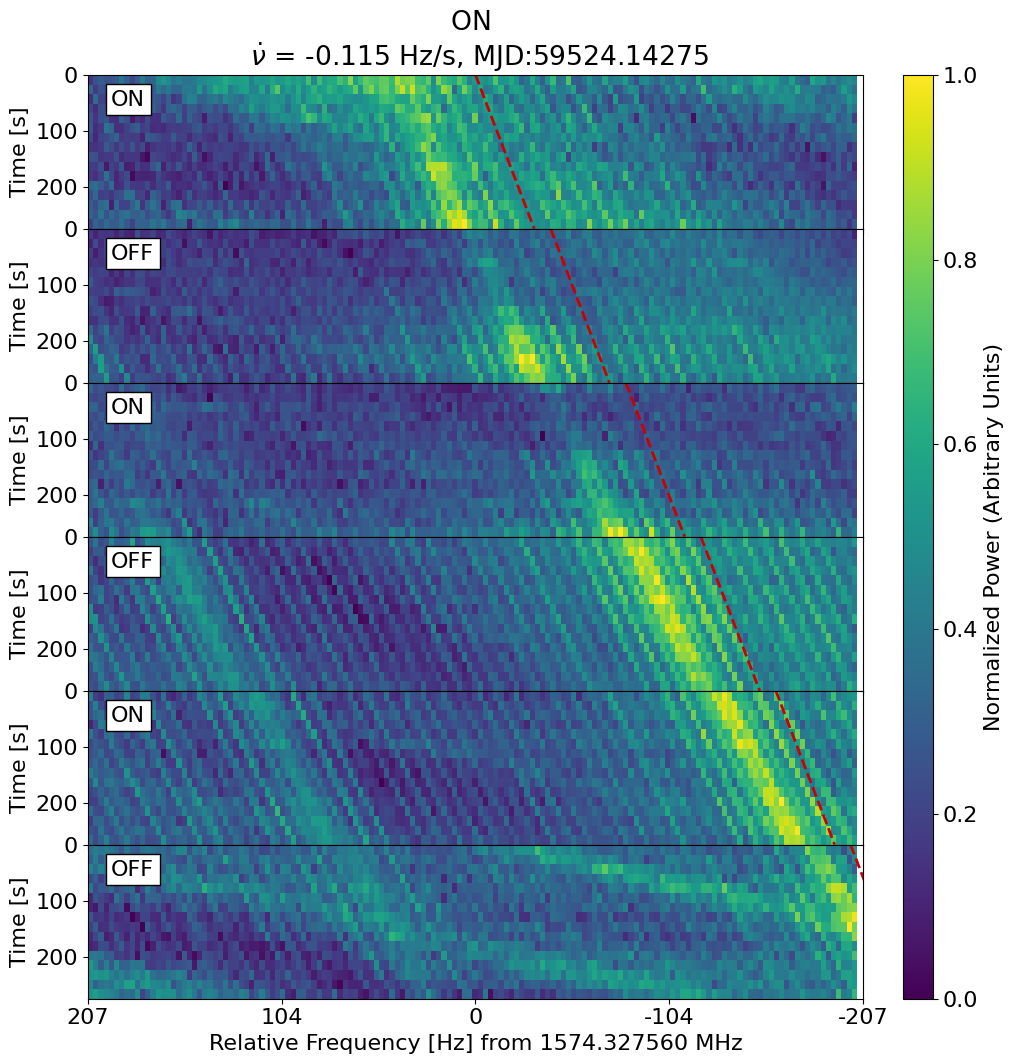 ON
ν̇ = -0.115 Hz/s, MJD:59524.14275
0
ON
100
200
Time [s]
0
OFF
100
200
Time [s]
0
ON
100
200
Time [s]
0
OFF
100
200
Time [s]
0
ON
100
200
Time [s]
0
OFF
100
200
Time [s]
207 104 0 -104 -207
Relative Frequency [Hz] from 1574.327560 MHz
1.0
0.8
0.6
0.4
0.2
0.0
Normalized Power (Arbitrary Units)